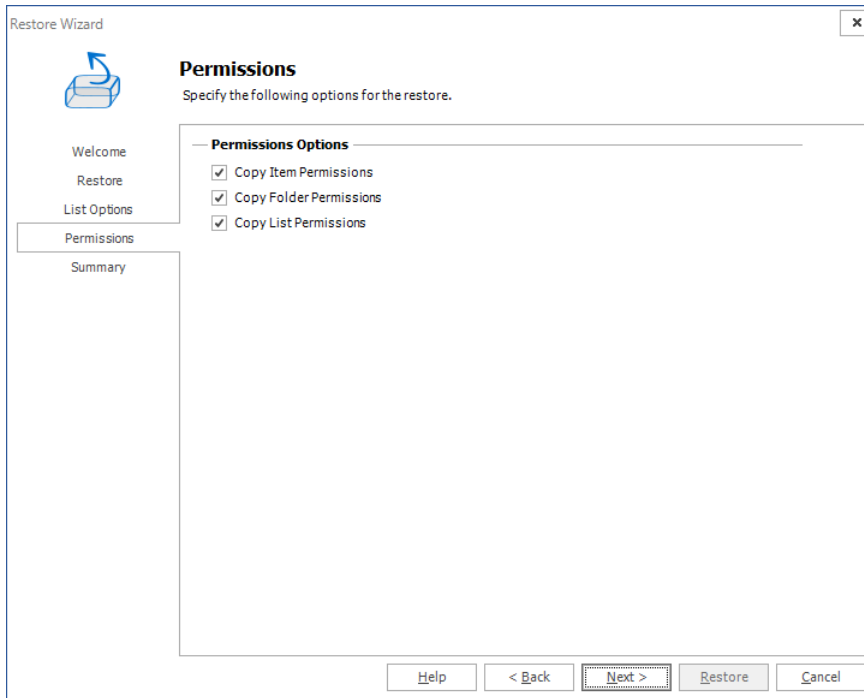 Restore Wizard
Permissions
Specify the following options for the restore.
Welcome
Restore
List Options
Permissions
Summary
Permissions Options
Copy Item Permissions
Copy Folder Permissions
Copy List Permissions
Help
< Back
Next >
Restore
Cancel